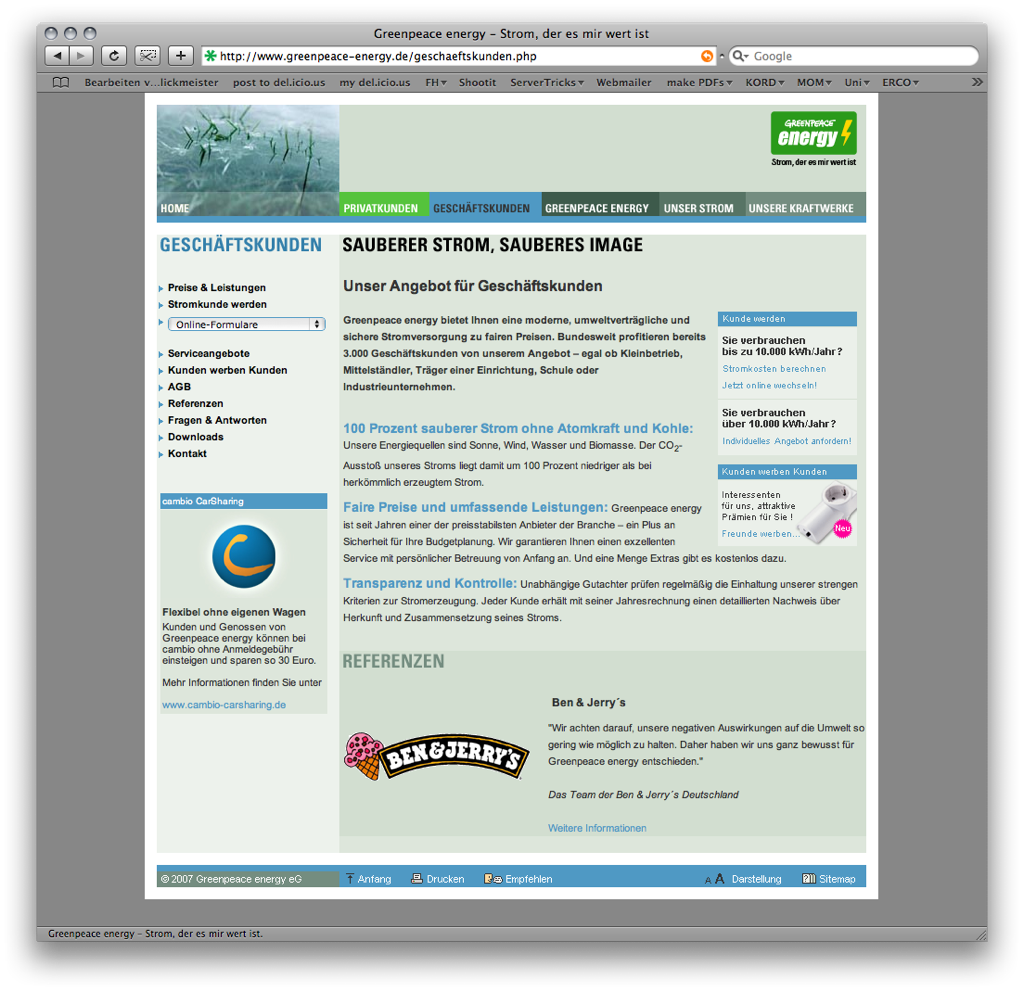 Greenpeace energy – Strom, der es mir wert ist
http://www.greenpeace-energy.de/geschaeftskunden.php
Google
Bearbeiten v...lickmeister post to del.icio.us my del.icio.us FH Shootit ServerTricks Webmailer make PDFs KORD MOM Uni ERCO
GREENPEACE
energy
Strom, der es mir wert ist
HOME PRIVATKUNDEN GESCHÄFTSKUNDEN GREENPEACE ENERGY UNSER STROM UNSERE KRAFTWERKE
GESCHÄFTSKUNDEN
Preise & Leistungen
Stromkunde werden
Online-Formulare
Serviceangebote
Kunden werben Kunden
AGB
Referenzen
Fragen & Antworten
Downloads
Kontakt
cambio CarSharing
Flexibel ohne eigenen Wagen
Kunden und Genossen von
Greenpeace energy können bei
cambio ohne Anmeldegebühr
einsteigen und sparen so 30 Euro.
Mehr Informationen finden Sie unter
www.cambio-carsharing.de
SAUBERER STROM, SAUBERES IMAGE
Unser Angebot für Geschäftskunden
Greenpeace energy bietet Ihnen eine moderne, umweltverträgliche und
sichere Stromversorgung zu fairen Preisen. Bundesweit profitieren bereits
3.000 Geschäftskunden von unserem Angebot – egal ob Kleinbetrieb,
Mittelständler, Träger einer Einrichtung, Schule oder
Industrieunternehmen.
100 Prozent sauberer Strom ohne Atomkraft und Kohle:
Unsere Energiequellen sind Sonne, Wind, Wasser und Biomasse. Der CO2-
Ausstoß unseres Stroms liegt damit um 100 Prozent niedriger als bei
herkömmlich erzeugtem Strom.
Faire Preise und umfassende Leistungen: Greenpeace energy
ist seit Jahren einer der preisstabilsten Anbieter der Branche – ein Plus an
Sicherheit für Ihre Budgetplanung. Wir garantieren Ihnen einen exzellenten
Service mit persönlicher Betreuung von Anfang an. Und eine Menge Extras gibt es kostenlos dazu.
Transparenz und Kontrolle: Unabhängige Gutachter prüfen regelmäßig die Einhaltung unserer strengen
Kriterien zur Stromerzeugung. Jeder Kunde erhält mit seiner Jahresrechnung einen detaillierten Nachweis über
Herkunft und Zusammensetzung seines Stroms.
Kunde werden
Sie verbrauchen
bis zu 10.000 kWh/Jahr?
Stromkosten berechnen
Jetzt online wechseln!
Sie verbrauchen
über 10.000 kWh/Jahr?
Individuelles Angebot anfordern!
Kunden werben Kunden
Interessenten
für uns, attraktive
Prämien für Sie !
Freunde werben...
Neu
REFERENZEN
BEN & JERRY'S
Ben & Jerry´s
"Wir achten darauf, unsere negativen Auswirkungen auf die Umwelt so
gering wie möglich zu halten. Daher haben wir uns ganz bewusst für
Greenpeace energy entschieden."
Das Team der Ben & Jerry´s Deutschland
Weitere Informationen
© 2007 Greenpeace energy eG Anfang Drucken Empfehlen A A Darstellung Sitemap
Greenpeace energy – Strom, der es mir wert ist.